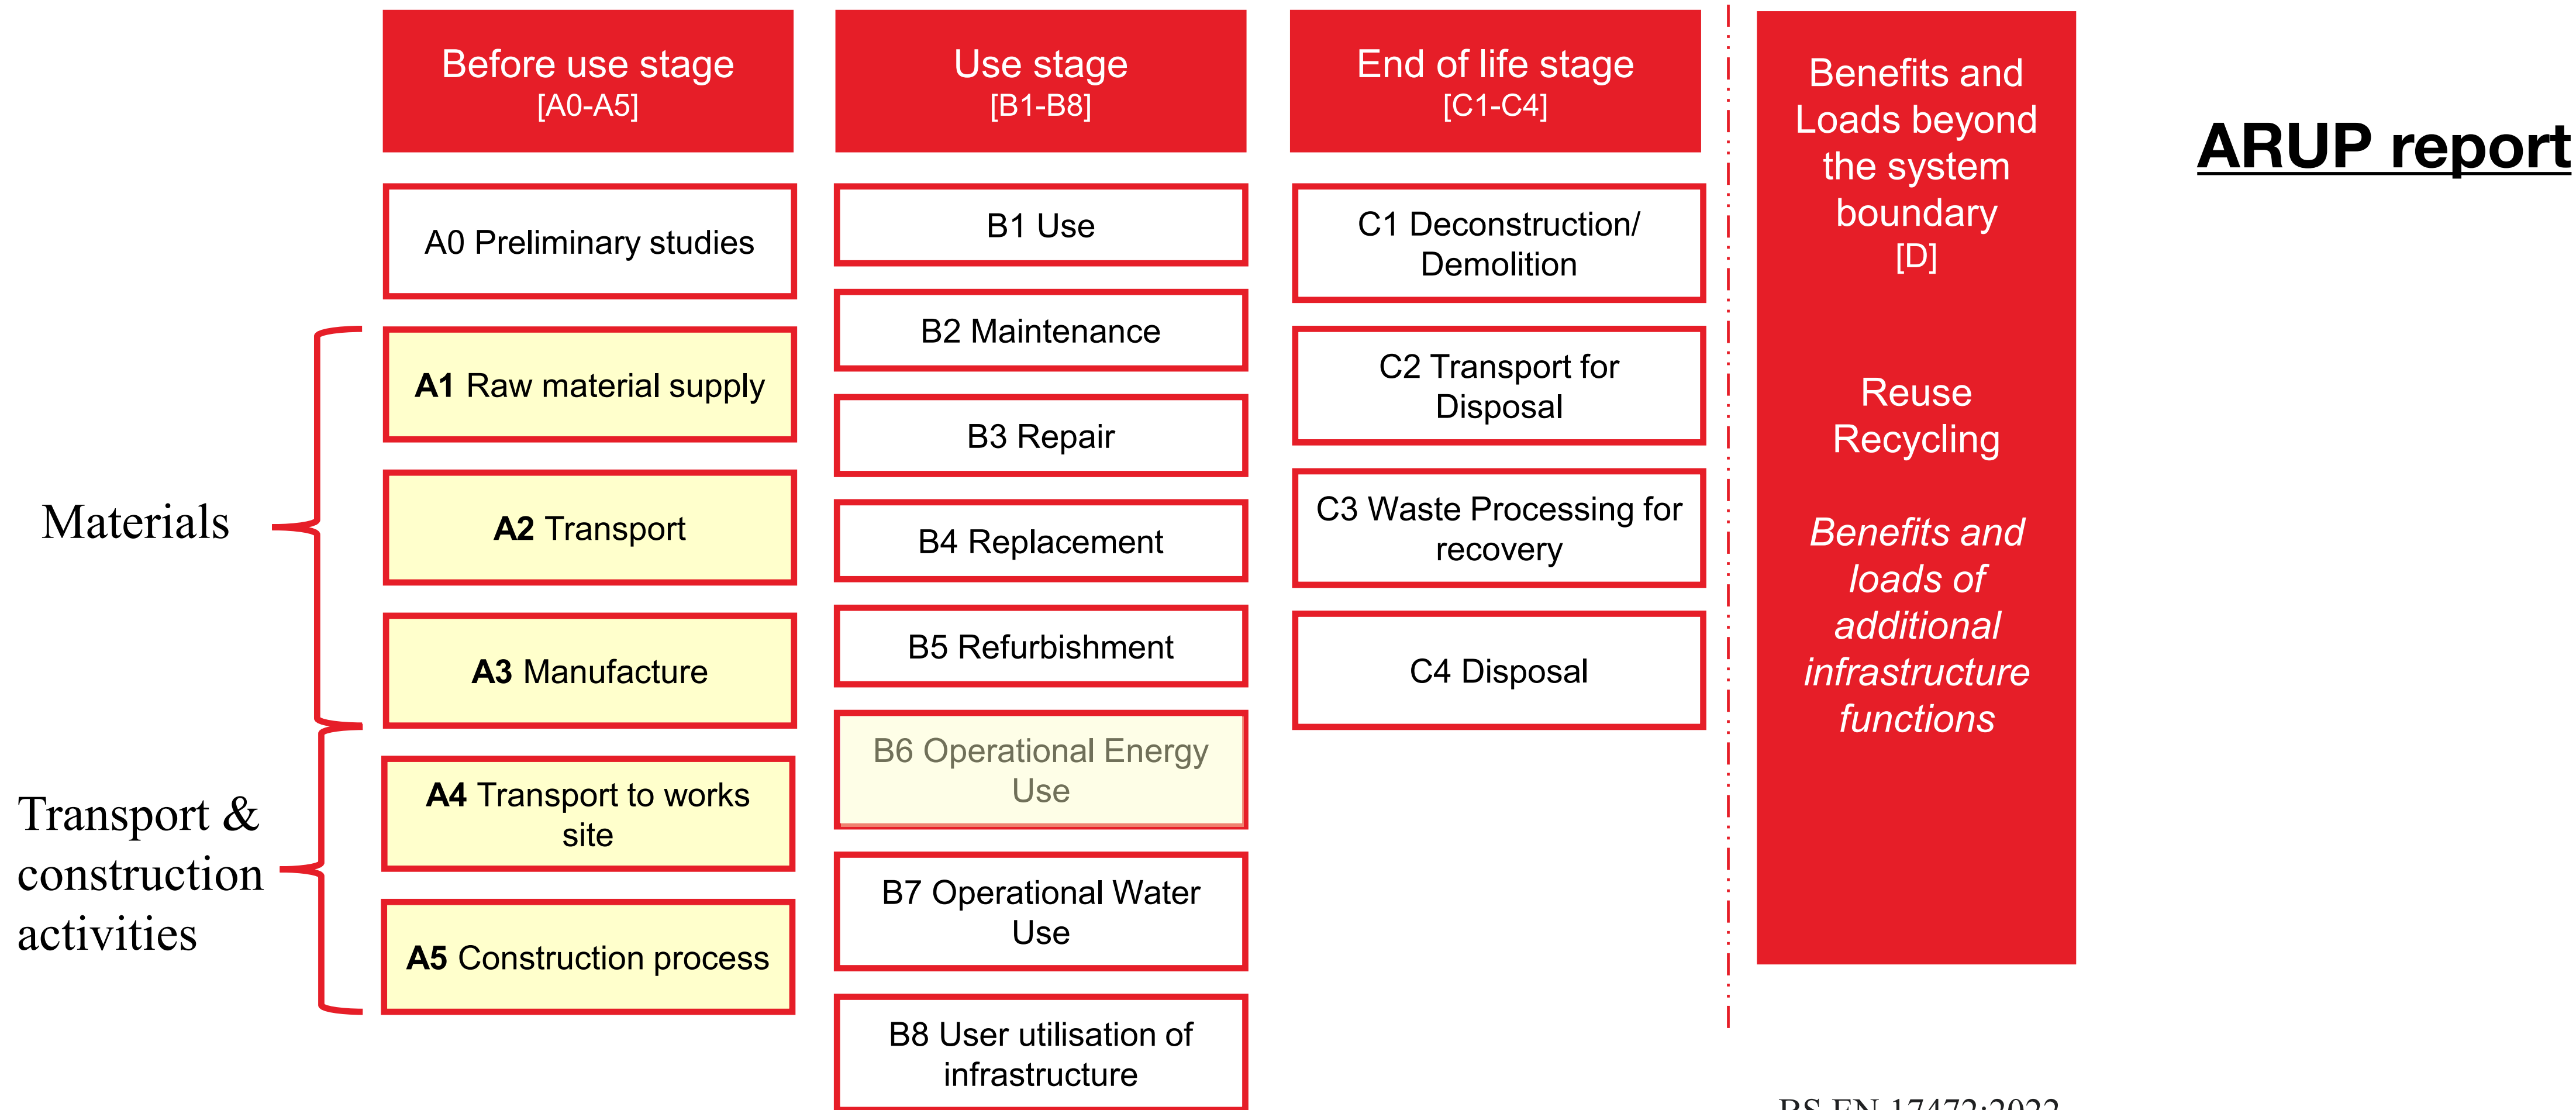 Before use stage
[A0-A5]
Use stage
[B1-B8]
End of life stage
[C1-C4]
Benefits and
Loads beyond
the system
boundary
[D]
Reuse
Recycling
Benefits and
loads of
additional
infrastructure
functions
ARUP report
Materials
Transport &
construction
activities
A0 Preliminary studies
A1 Raw material supply
A2 Transport
A3 Manufacture
A4 Transport to works
site
A5 Construction process
B1 Use
B2 Maintenance
B3 Repair
B4 Replacement
B5 Refurbishment
B6 Operational Energy
Use
B7 Operational Water
Use
B8 User utilisation of
infrastructure
C1 Deconstruction/
Demolition
C2 Transport for
Disposal
C3 Waste Processing for
recovery
C4 Disposal
BS EN 17472:2022